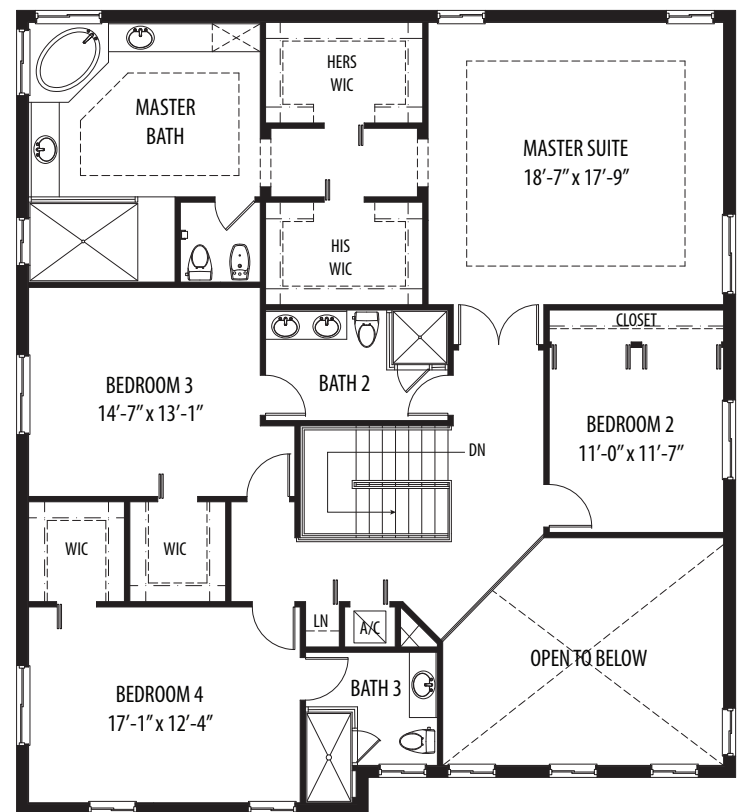 HERS
WIC
MASTER
BATH
MASTER SUITE
18’-7” x 17’-9”
HIS
WIC
CLOSET
BEDROOM 3
14’-7” x 13’-1”
BATH 2
BEDROOM 2
11’-0” x 11’-7”
DN
WIC
WIC
LN
A/C
OPEN TO BELOW
BEDROOM 4
17’-1” x 12’-4”
BATH 3